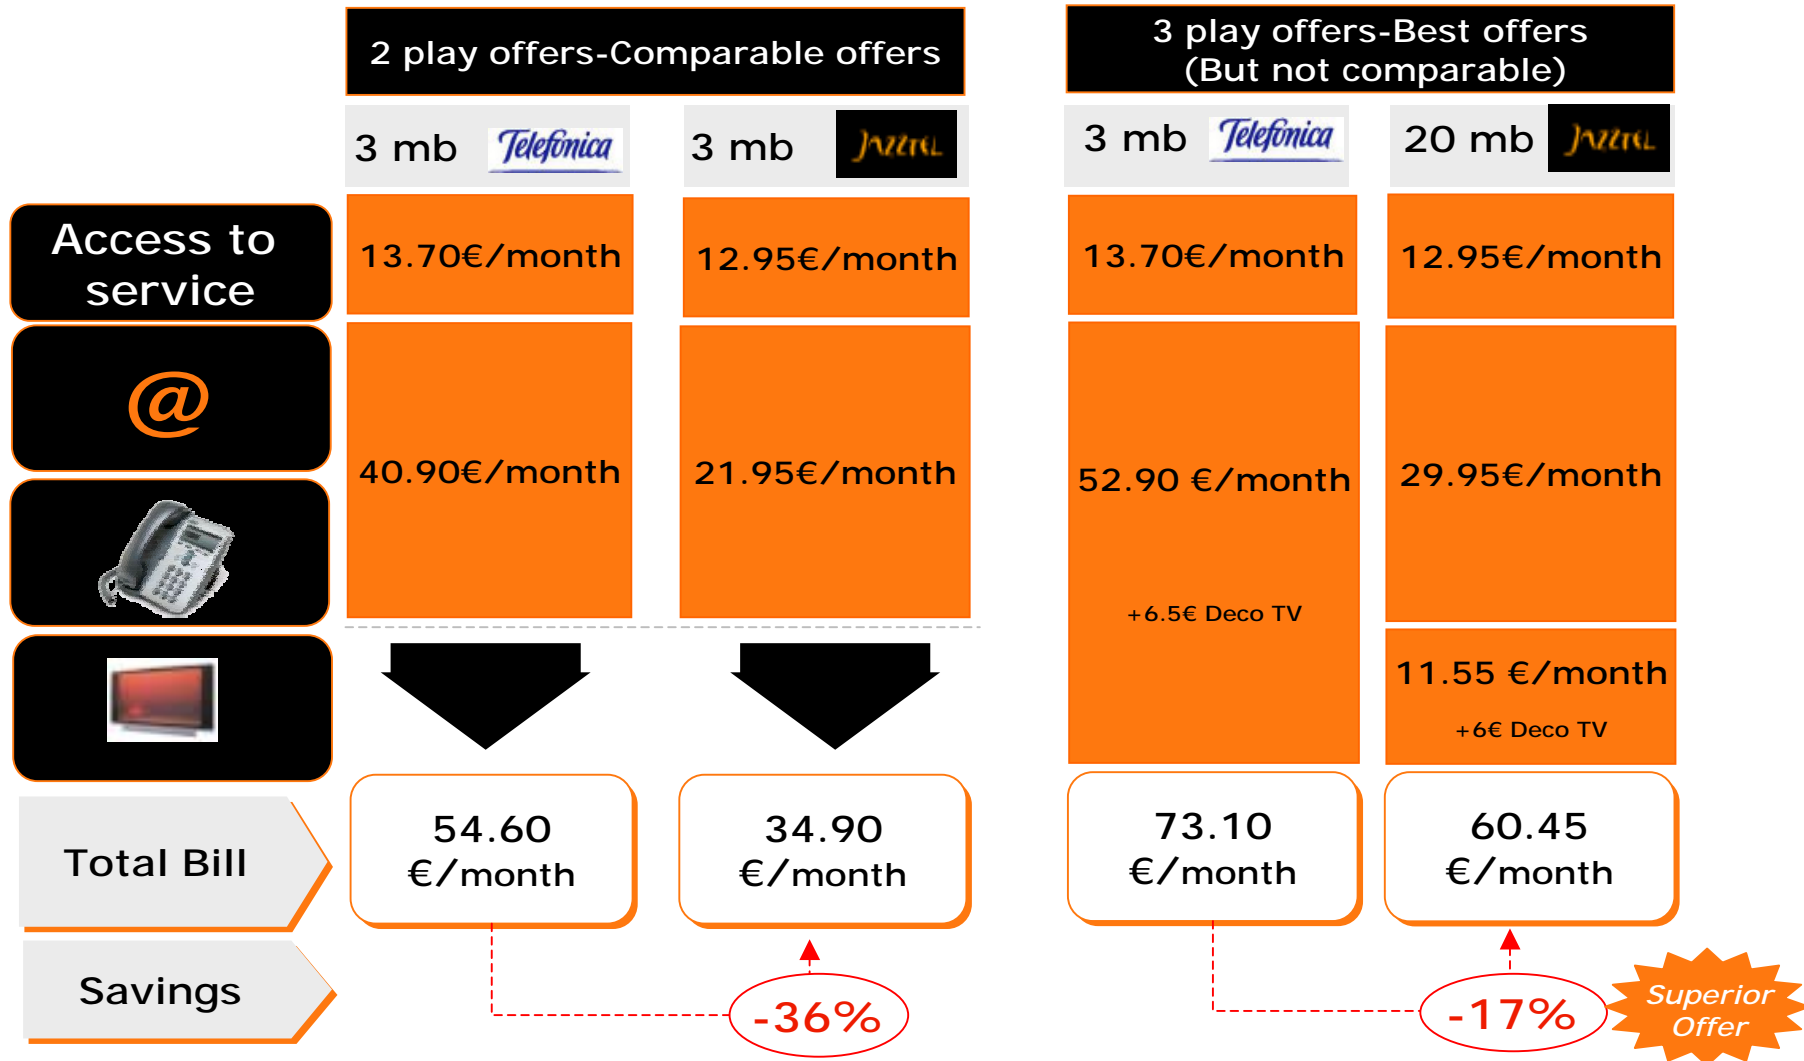 2 play offers-Comparable offers
3 play offers-Best offers
(But not comparable)
3 mb Telefónica
3 mb JAZZTEL
3 mb Telefónica
20 mb JAZZTEL
Access to
service
13.70€/month
12.95€/month
13.70€/month
12.95€/month
@
40.90€/month
21.95€/month
52.90 €/month
29.95€/month
+6.5€ Deco TV
11.55 €/month
+6€ Deco TV
Total Bill
54.60
€/month
34.90
€/month
73.10
€/month
60.45
€/month
Savings
-36%
-17%
Superior
Offer